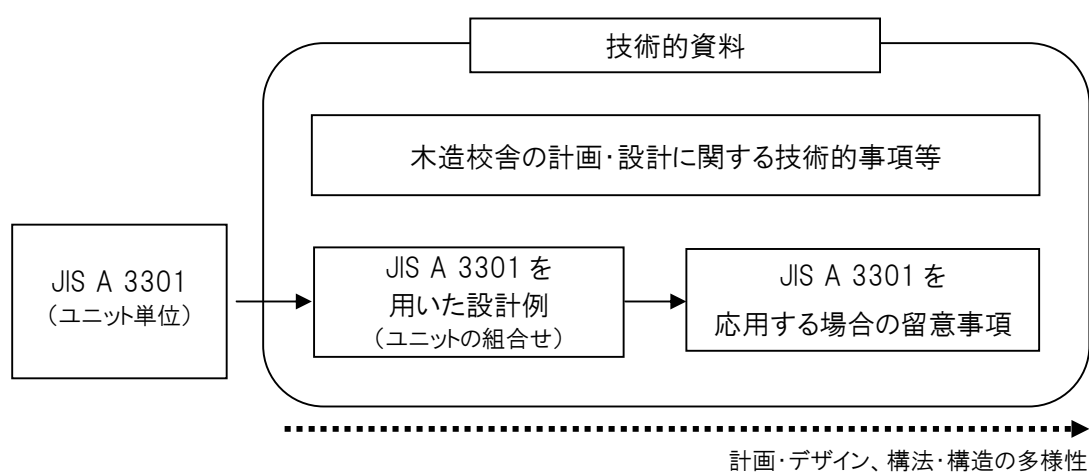 技術的資料
木造校舎の計画・設計に関する技術的事項等
JIS A 3301
（ユニット単位）
JIS A 3301 を
用いた設計例
（ユニットの組合せ）
JIS A 3301 を
応用する場合の留意事項
計画・デザイン、構法・構造の多様性